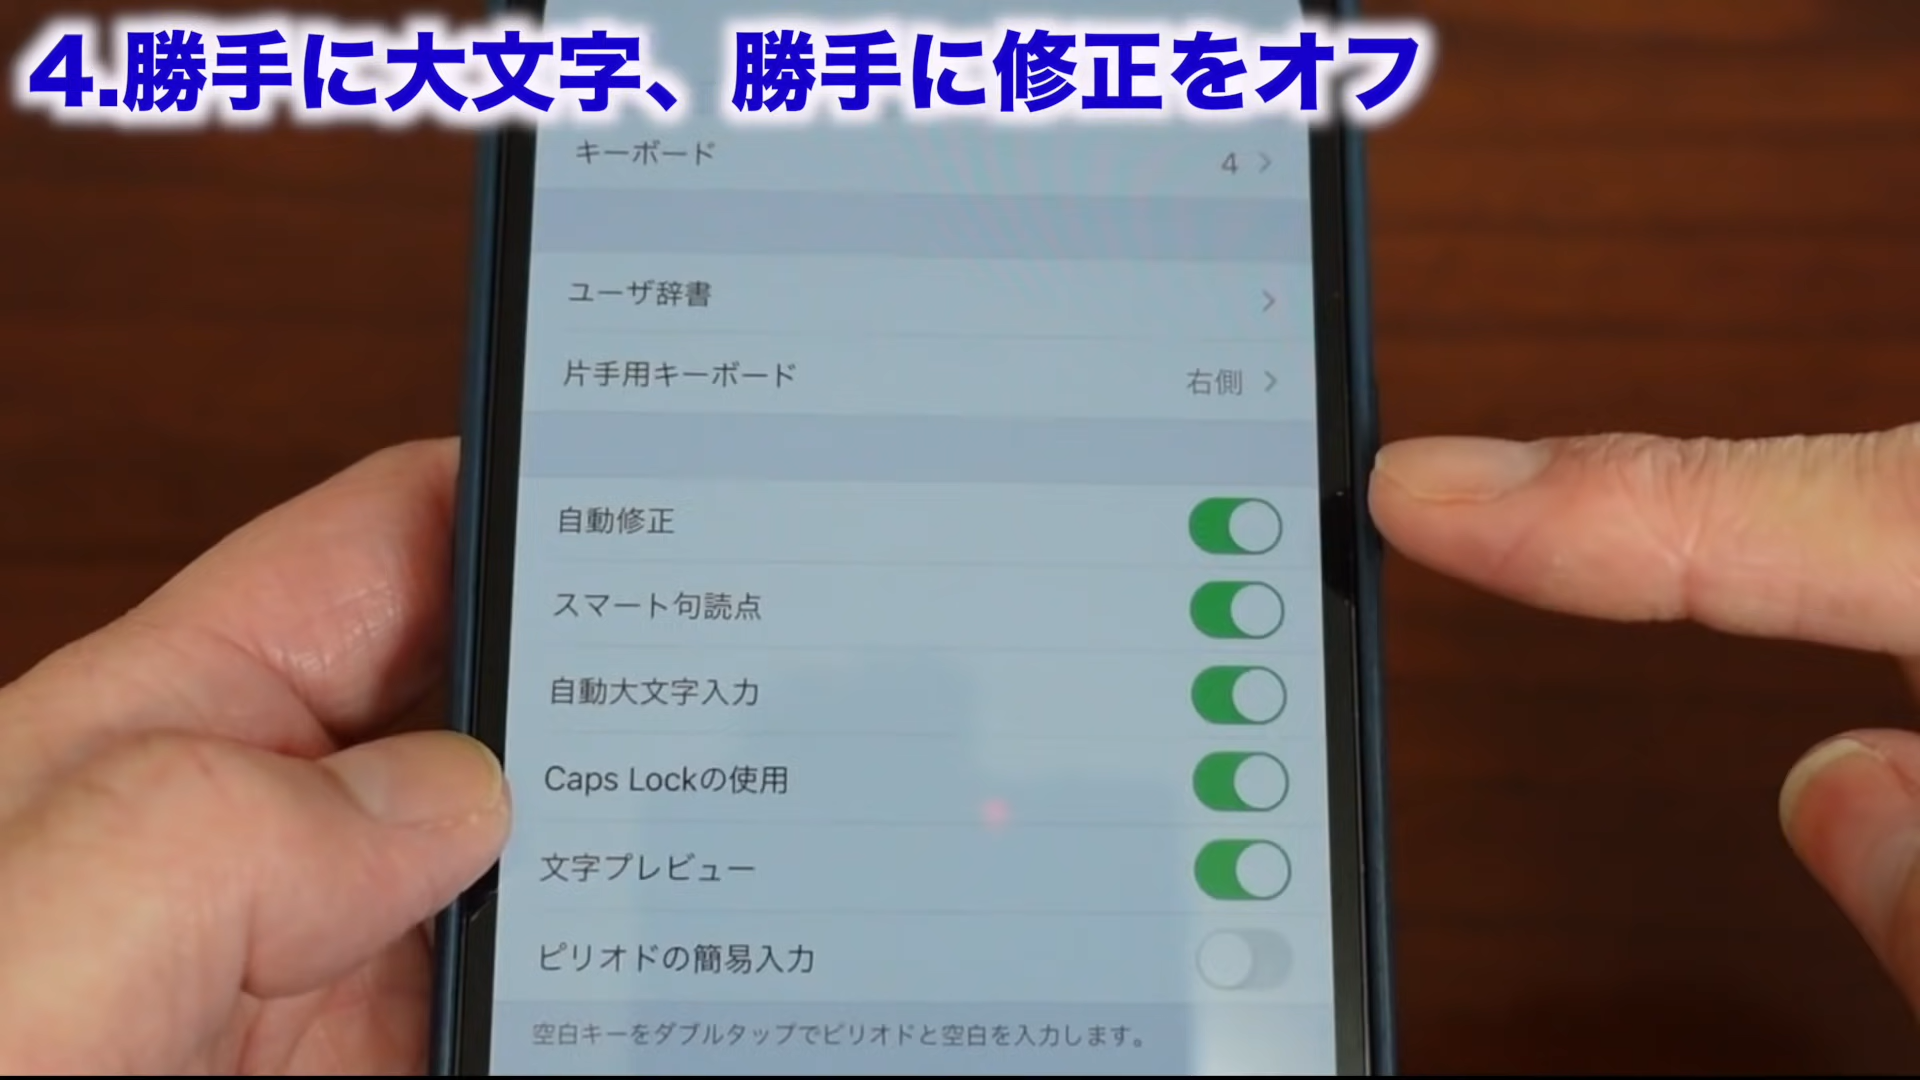 4.勝手に大文字、勝手に修正をオフ
キーボード 4 >
ユーザ辞書 >
片手用キーボード 右側 >
自動修正
スマート句読点
自動大文字入力
Caps Lockの使用
文字プレビュー
ピリオドの簡易入力
空白キーをダブルタップでピリオドと空白を入力します。